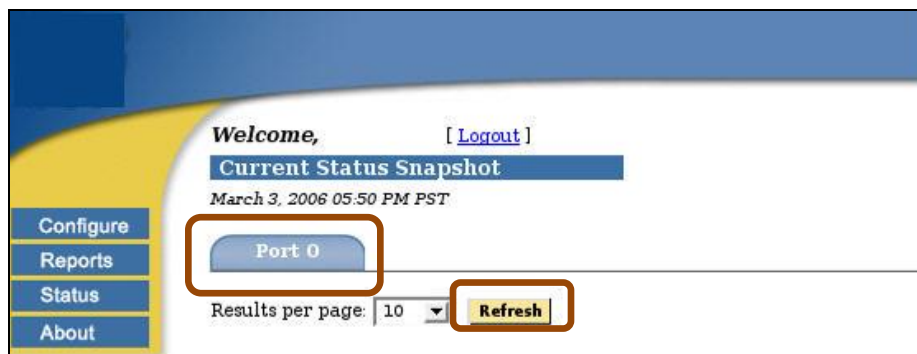 Welcome, [ Logout ]
Current Status Snapshot
March 3, 2006 05:50 PM PST
Configure
Reports
Status
About
Port 0
Results per page: 10 Refresh